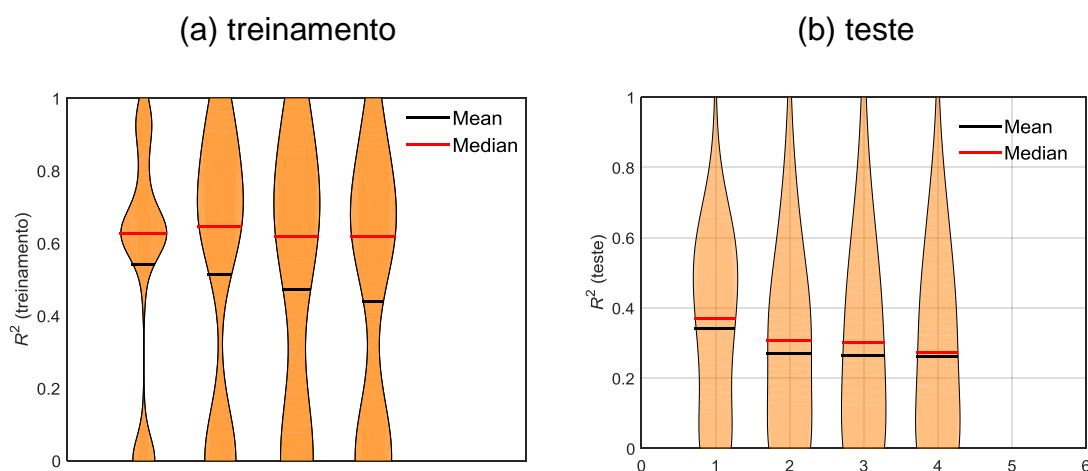 (a) treinamento
(b) teste
1
0.8
0.6
0.4
0.2
0
R² (treinamento)
Mean
Median
1
0.8
0.6
0.4
0.2
0
R² (teste)
Mean
Median
0 1 2 3 4 5 6